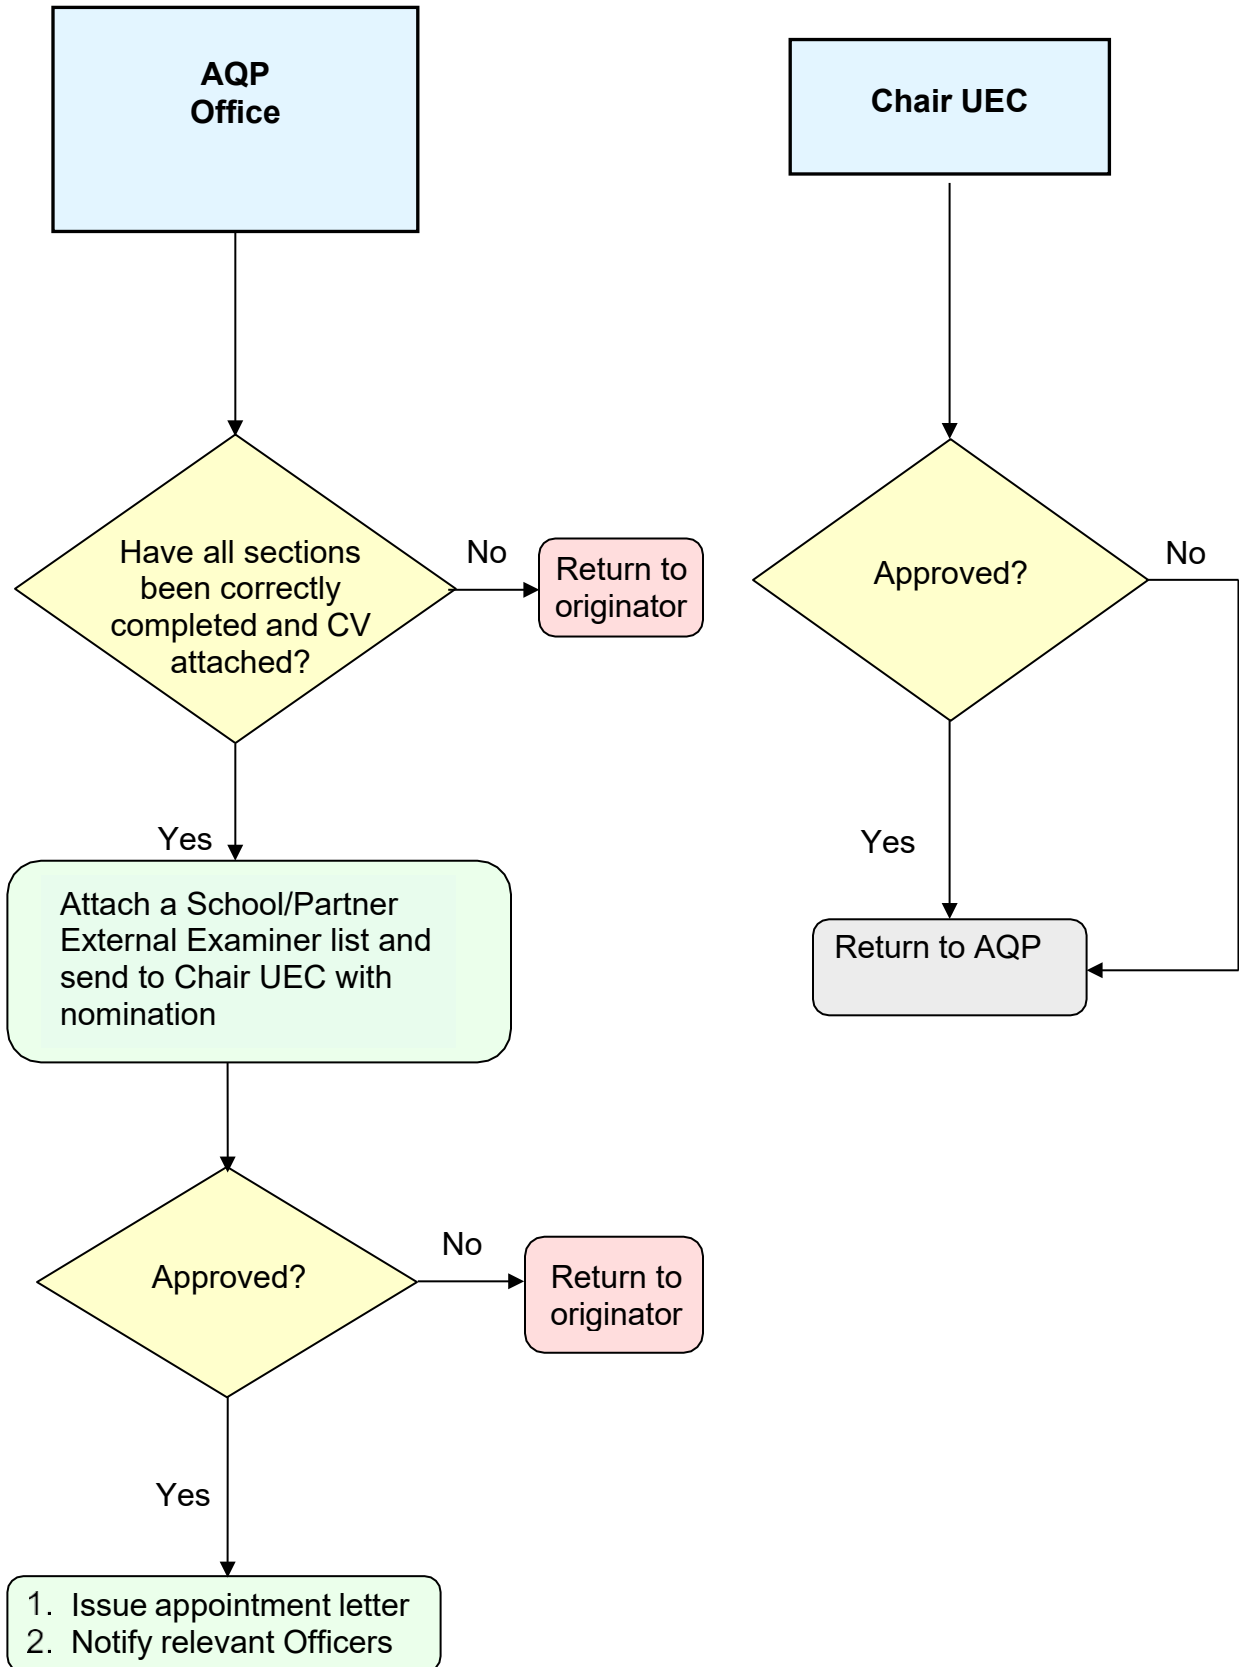 AQP
Office
Chair UEC
Have all sections
been correctly
completed and CV
attached?
No
Return to
originator
Approved?
No
Yes
Attach a School/Partner
External Examiner list and
send to Chair UEC with
nomination
Yes
Return to AQP
Approved?
No
Return to
originator
Yes
1. Issue appointment letter
2. Notify relevant Officers